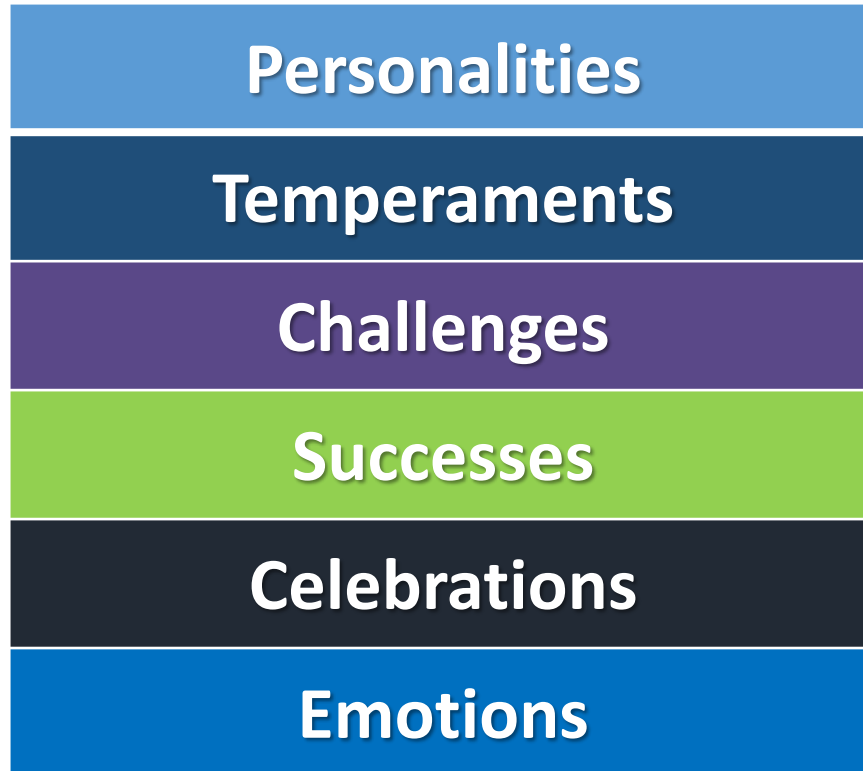 Personalities
Temperaments
Challenges
Successes
Celebrations
Emotions